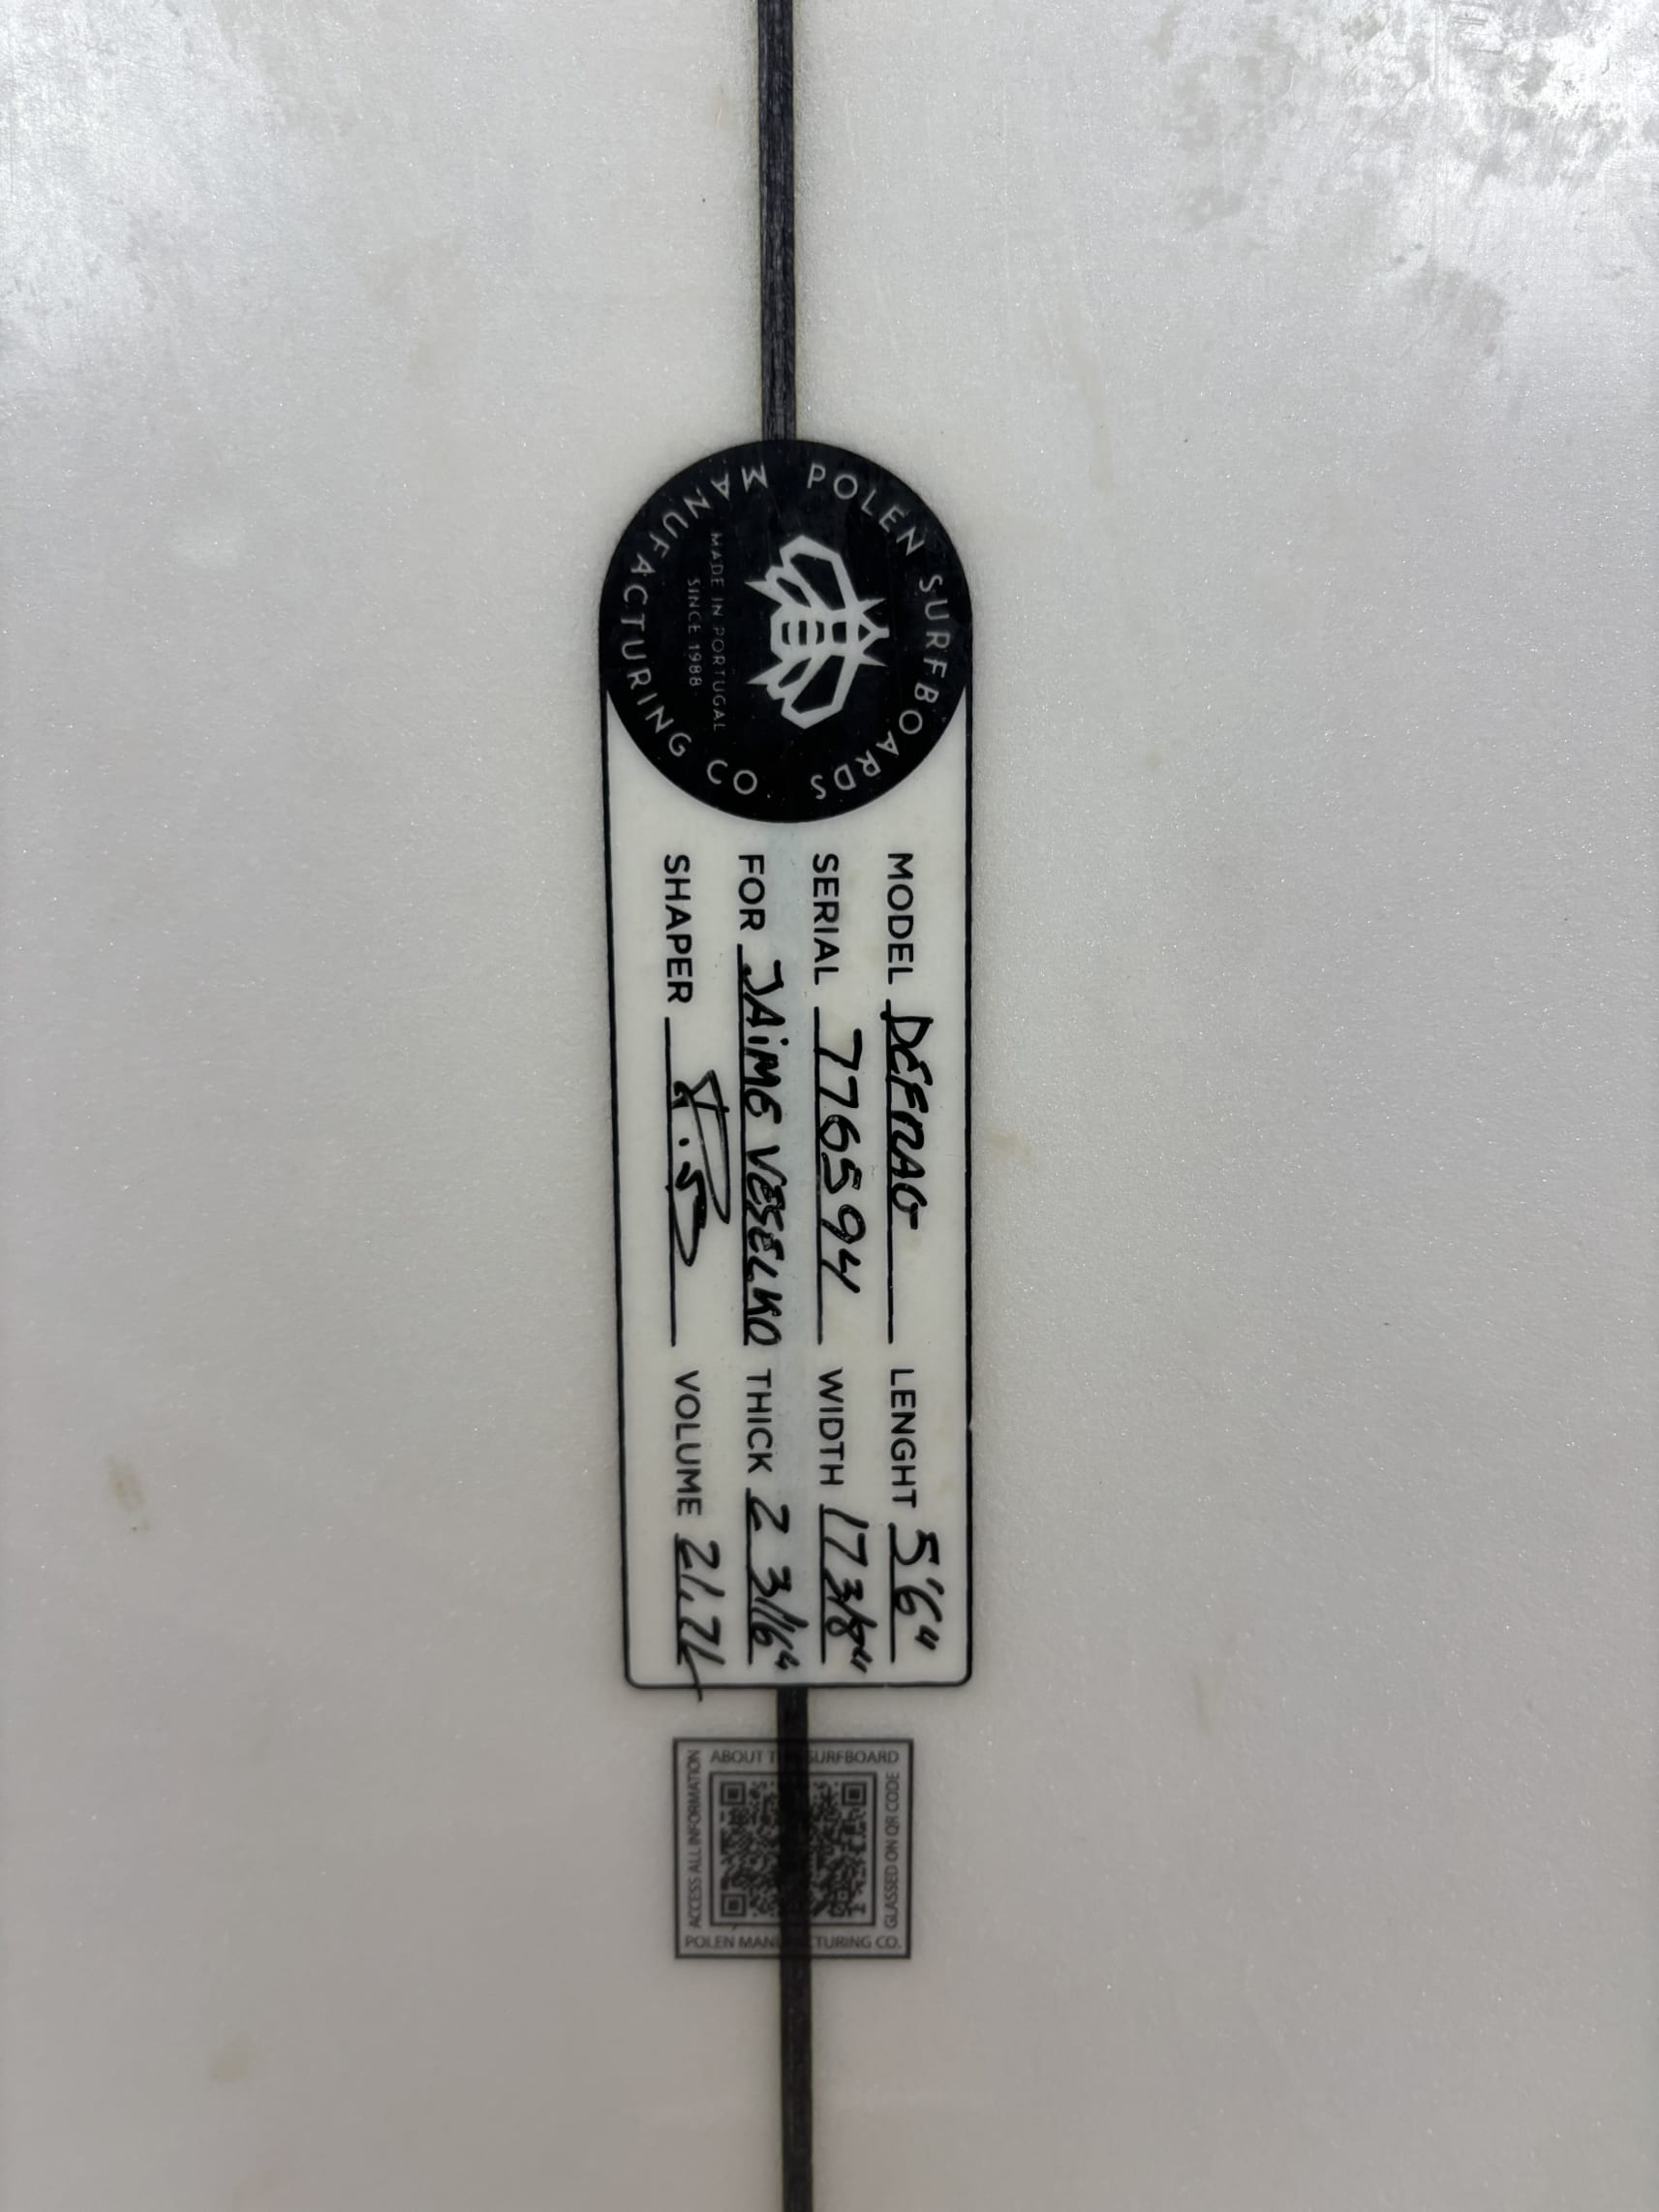 POLEN SURFBOARDS
MADE IN PORTUGAL
SINCE 1988
MANUFACTURING CO.
MODEL DEFRAG LENGHT 5'6"
SERIAL 776594 WIDTH 17 3/8"
FOR JAIME VESELKO THICK 2 3/16"
SHAPER VOLUME 21,7L
ABOUT THIS SURFBOARD
GLASSED ON QR CODE
POLEN MANUFACTURING CO.
ACCESS ALL INFORMATION